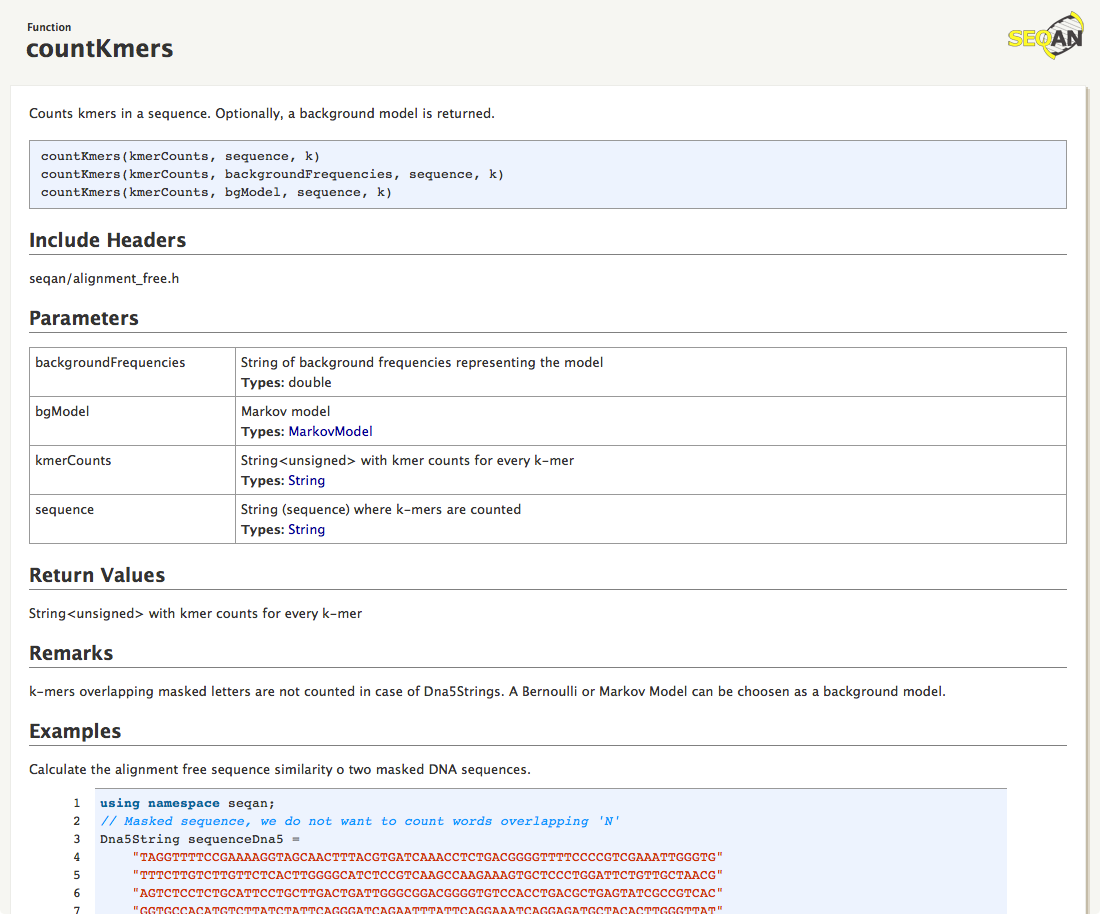 Function
countKmers
SEQAN
Counts kmers in a sequence. Optionally, a background model is returned.
countKmers(kmerCounts, sequence, k)
countKmers(kmerCounts, backgroundFrequencies, sequence, k)
countKmers(kmerCounts, bgModel, sequence, k)
Include Headers
seqan/alignment_free.h
Parameters
backgroundFrequencies
String of background frequencies representing the model
Types: double
bgModel
Markov model
Types: MarkovModel
kmerCounts
String<unsigned> with kmer counts for every k-mer
Types: String
sequence
String (sequence) where k-mers are counted
Types: String
Return Values
String<unsigned> with kmer counts for every k-mer
Remarks
k-mers overlapping masked letters are not counted in case of Dna5Strings. A Bernoulli or Markov Model can be choosen as a background model.
Examples
Calculate the alignment free sequence similarity o two masked DNA sequences.
1 using namespace seqan;
2 // Masked sequence, we do not want to count words overlapping 'N'
3 Dna5String sequenceDna5 =
4 "TAGGTTTTCCGAAAAGGTAGCAACTTTACGTGATCAAACCTCTGACGGGGTTTTCCCCGTCGAAATTGGGTG"
5 "TTTCTTGTCTTGTTCTCACTTGGGGCATCTCCGTCAAGCCAAGAAAGTGCTCCCTGGATTCTGTTGCTAACG"
6 "AGTCTCCTCTGCATTCCTGCTTGACTGATTGGGCGGACGGGGTGTCCACCTGACGCTGAGTATCGCCGTCAC"
7 "GGTGCCACATGTCTTATCTATTCAGGGATCAGAATTTATTCAGGAAATCAGGAGATGCTACACTTGGGTTAT"